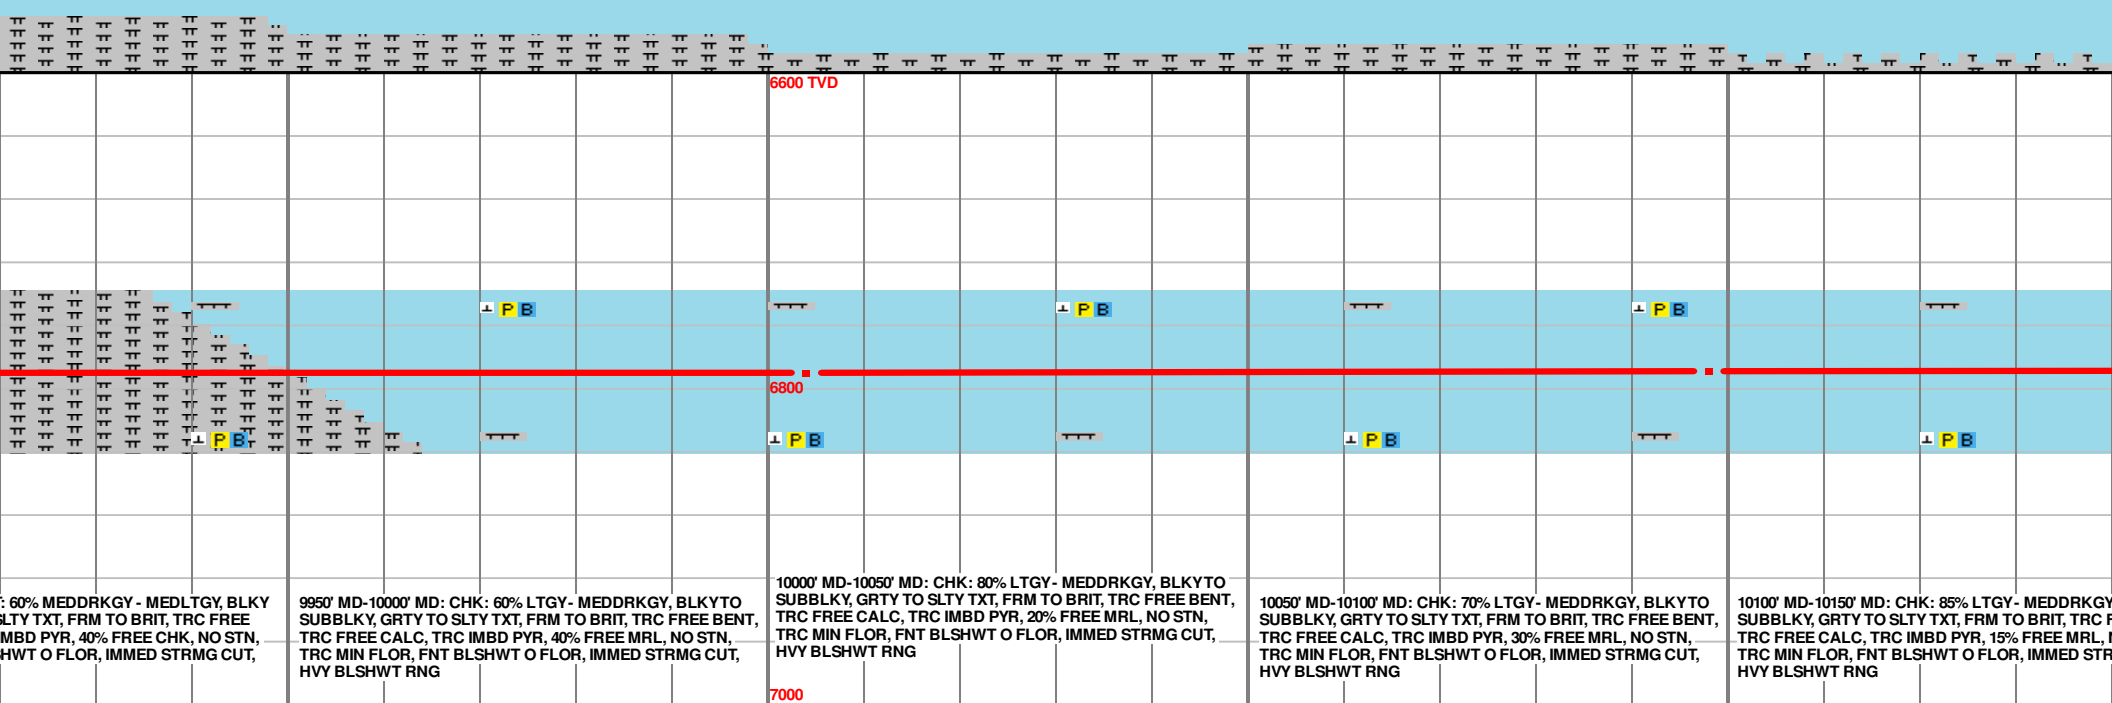 6600 TVD
P B
P B
P B
6800
P B
P B
P B
P B
: 60% MEDDRKGY - MEDLTGY, BLKY
SLTY TXT, FRM TO BRIT, TRC FREE
IMBD PYR, 40% FREE CHK, NO STN,
HWT O FLOR, IMMED STRMG CUT,
9950' MD-10000' MD: CHK: 60% LTGY- MEDDRKGY, BLKY TO
SUBBLKY, GRTY TO SLTY TXT, FRM TO BRIT, TRC FREE BENT,
TRC FREE CALC, TRC IMBD PYR, 40% FREE MRL, NO STN,
TRC MIN FLOR, FNT BLSHWT O FLOR, IMMED STRMG CUT,
HVY BLSHWT RNG
10000' MD-10050' MD: CHK: 80% LTGY- MEDDRKGY, BLKY TO
SUBBLKY, GRTY TO SLTY TXT, FRM TO BRIT, TRC FREE BENT,
TRC FREE CALC, TRC IMBD PYR, 20% FREE MRL, NO STN,
TRC MIN FLOR, FNT BLSHWT O FLOR, IMMED STRMG CUT,
HVY BLSHWT RNG
10050' MD-10100' MD: CHK: 70% LTGY- MEDDRKGY, BLKY TO
SUBBLKY, GRTY TO SLTY TXT, FRM TO BRIT, TRC FREE BENT,
TRC FREE CALC, TRC IMBD PYR, 30% FREE MRL, NO STN,
TRC MIN FLOR, FNT BLSHWT O FLOR, IMMED STRMG CUT,
HVY BLSHWT RNG
10100' MD-10150' MD: CHK: 85% LTGY- MEDDRKGY
SUBBLKY, GRTY TO SLTY TXT, FRM TO BRIT, TRC F
TRC FREE CALC, TRC IMBD PYR, 15% FREE MRL,
TRC MIN FLOR, FNT BLSHWT O FLOR, IMMED STR
HVY BLSHWT RNG
7000